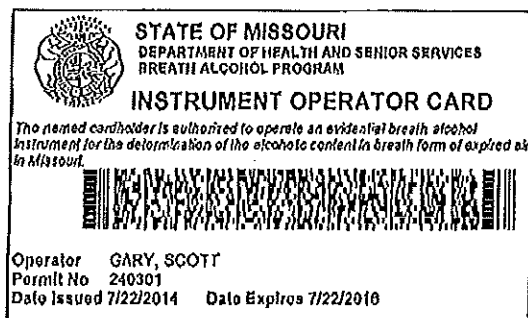 STATE OF MISSOURI
DEPARTMENT OF HEALTH AND SENIOR SERVICES
BREATH ALCOHOL PROGRAM
INSTRUMENT OPERATOR CARD
The named cardholder is authorized to operate an evidential breath alcohol
instrument for the determination of the alcoholic content in breath form of expired air
in Missouri.
Operator GARY, SCOTT
Permit No 240301
Date Issued 7/22/2014 Date Expires 7/22/2016